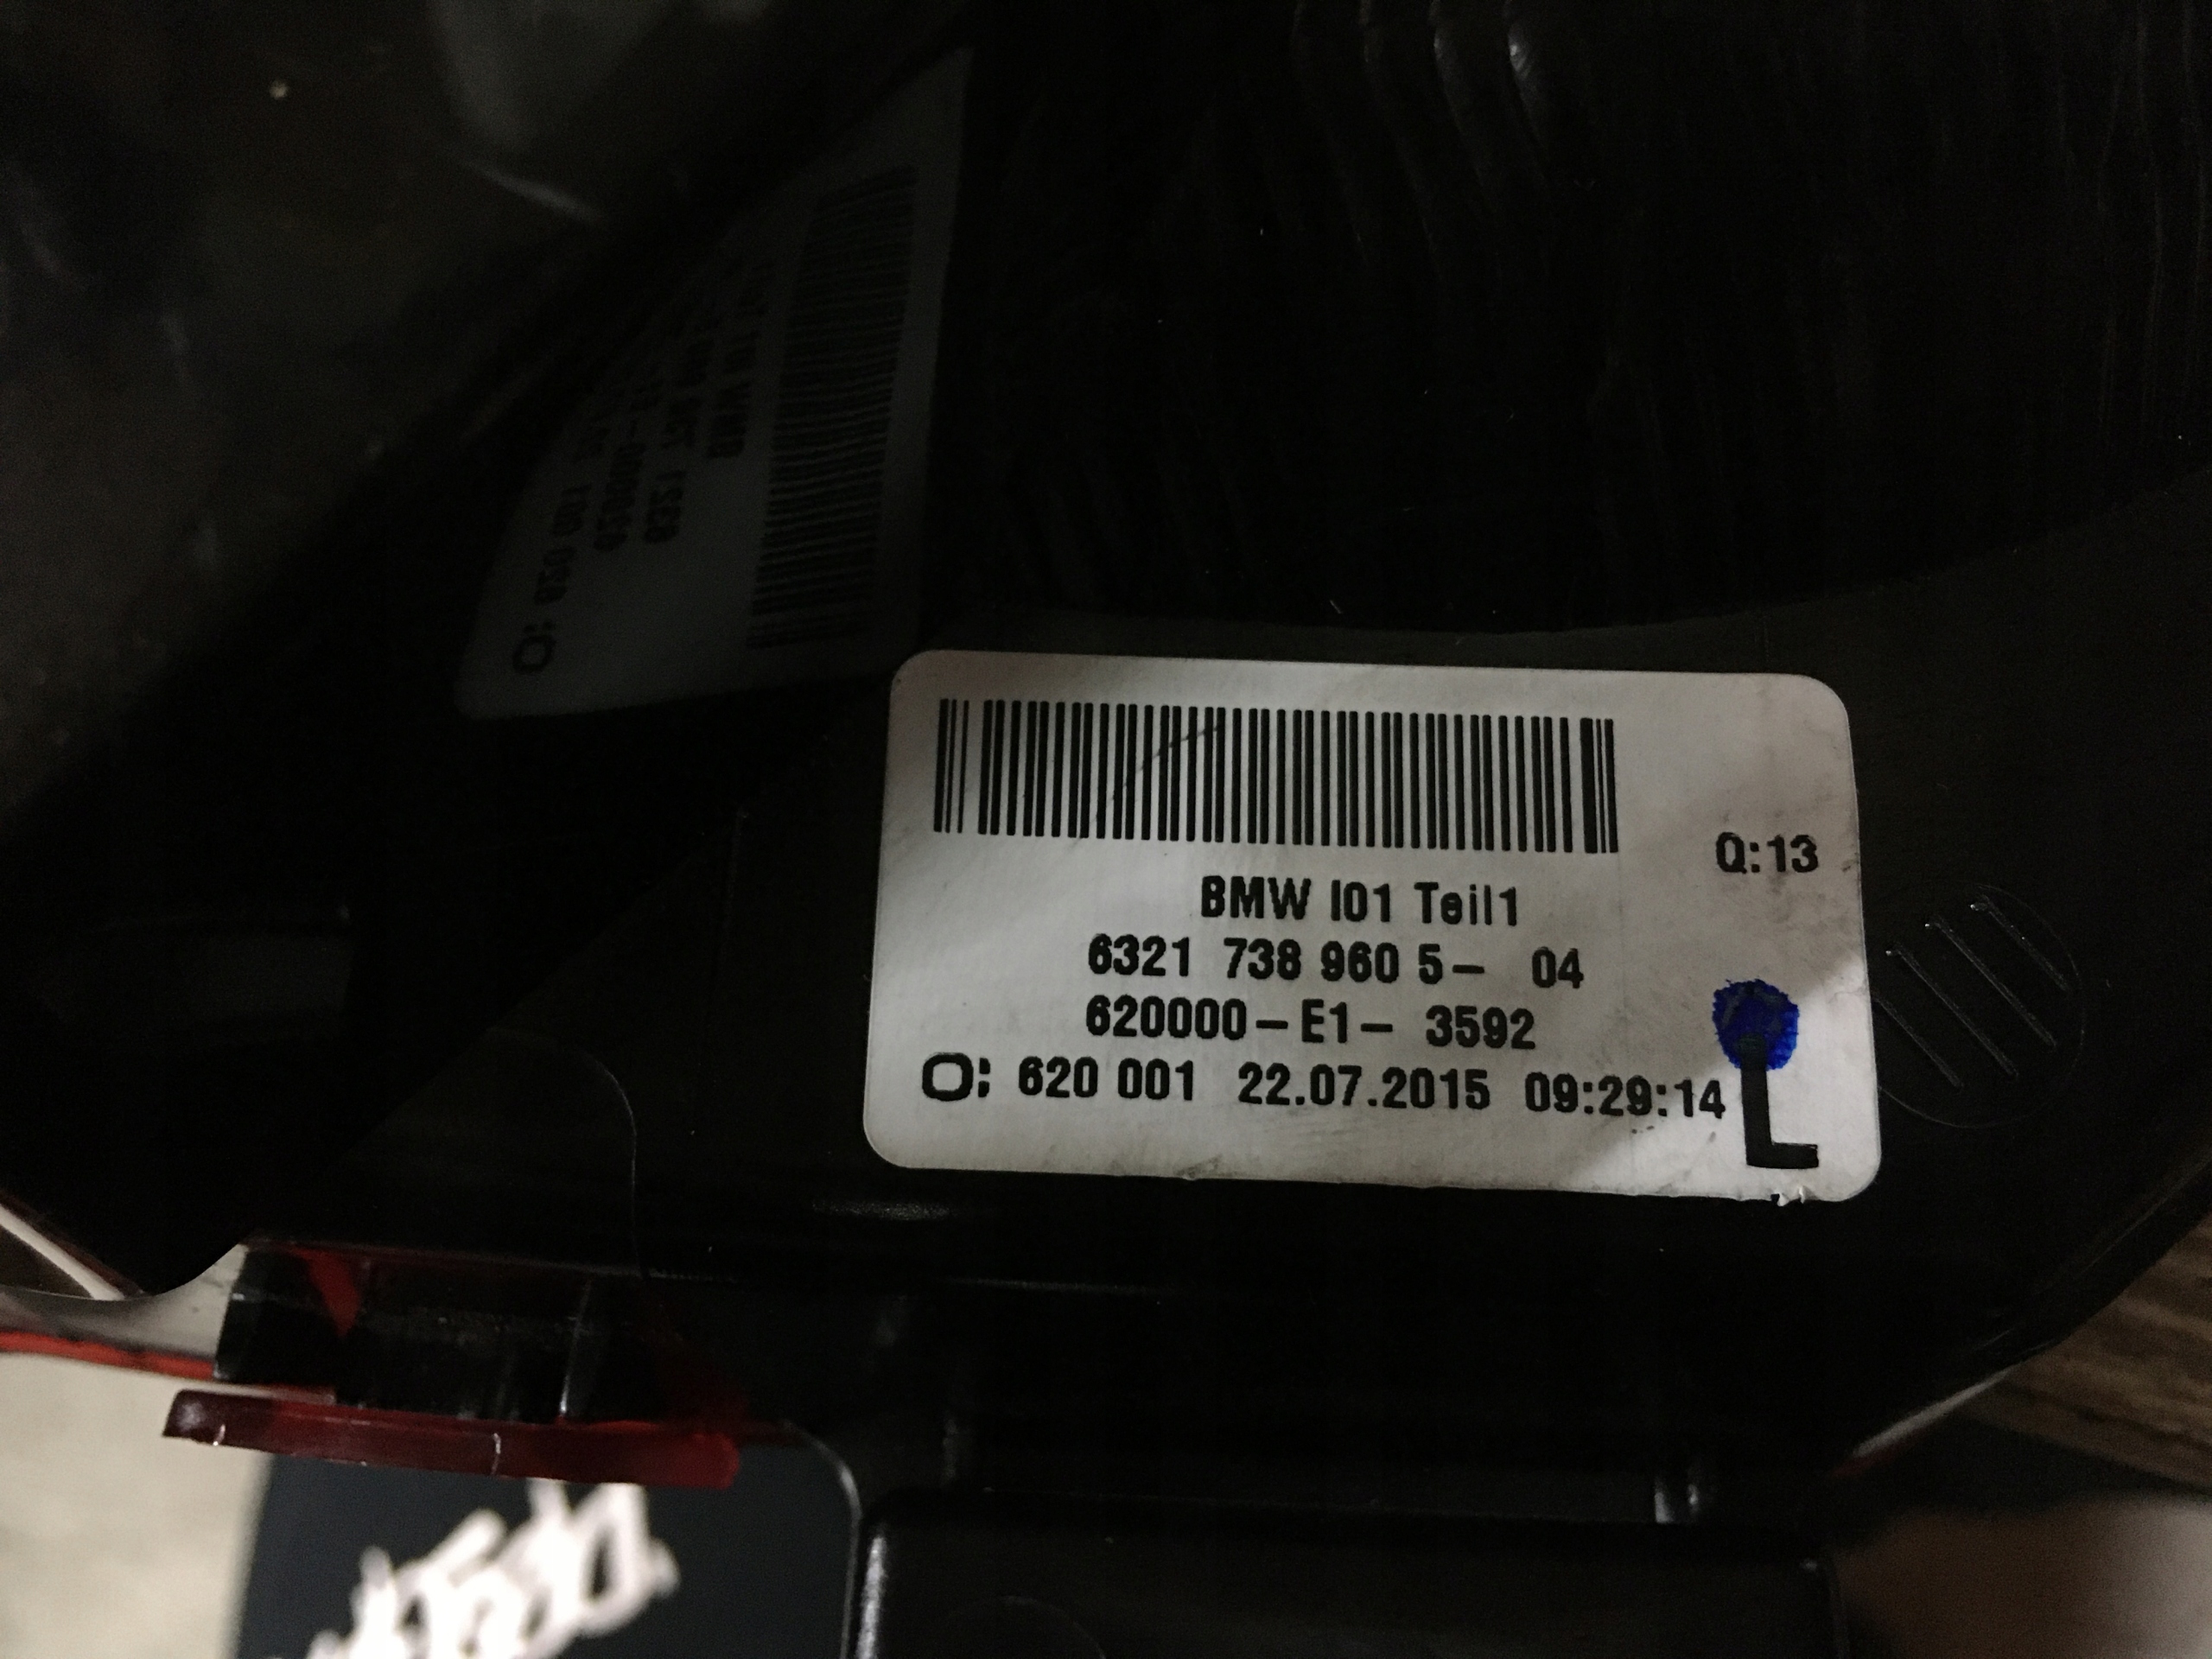 Q:13
BMW I01 Teil1
6321 738 960 5- 04
620000-E1- 3592
O: 620 001 22.07.2015 09:29:14
L